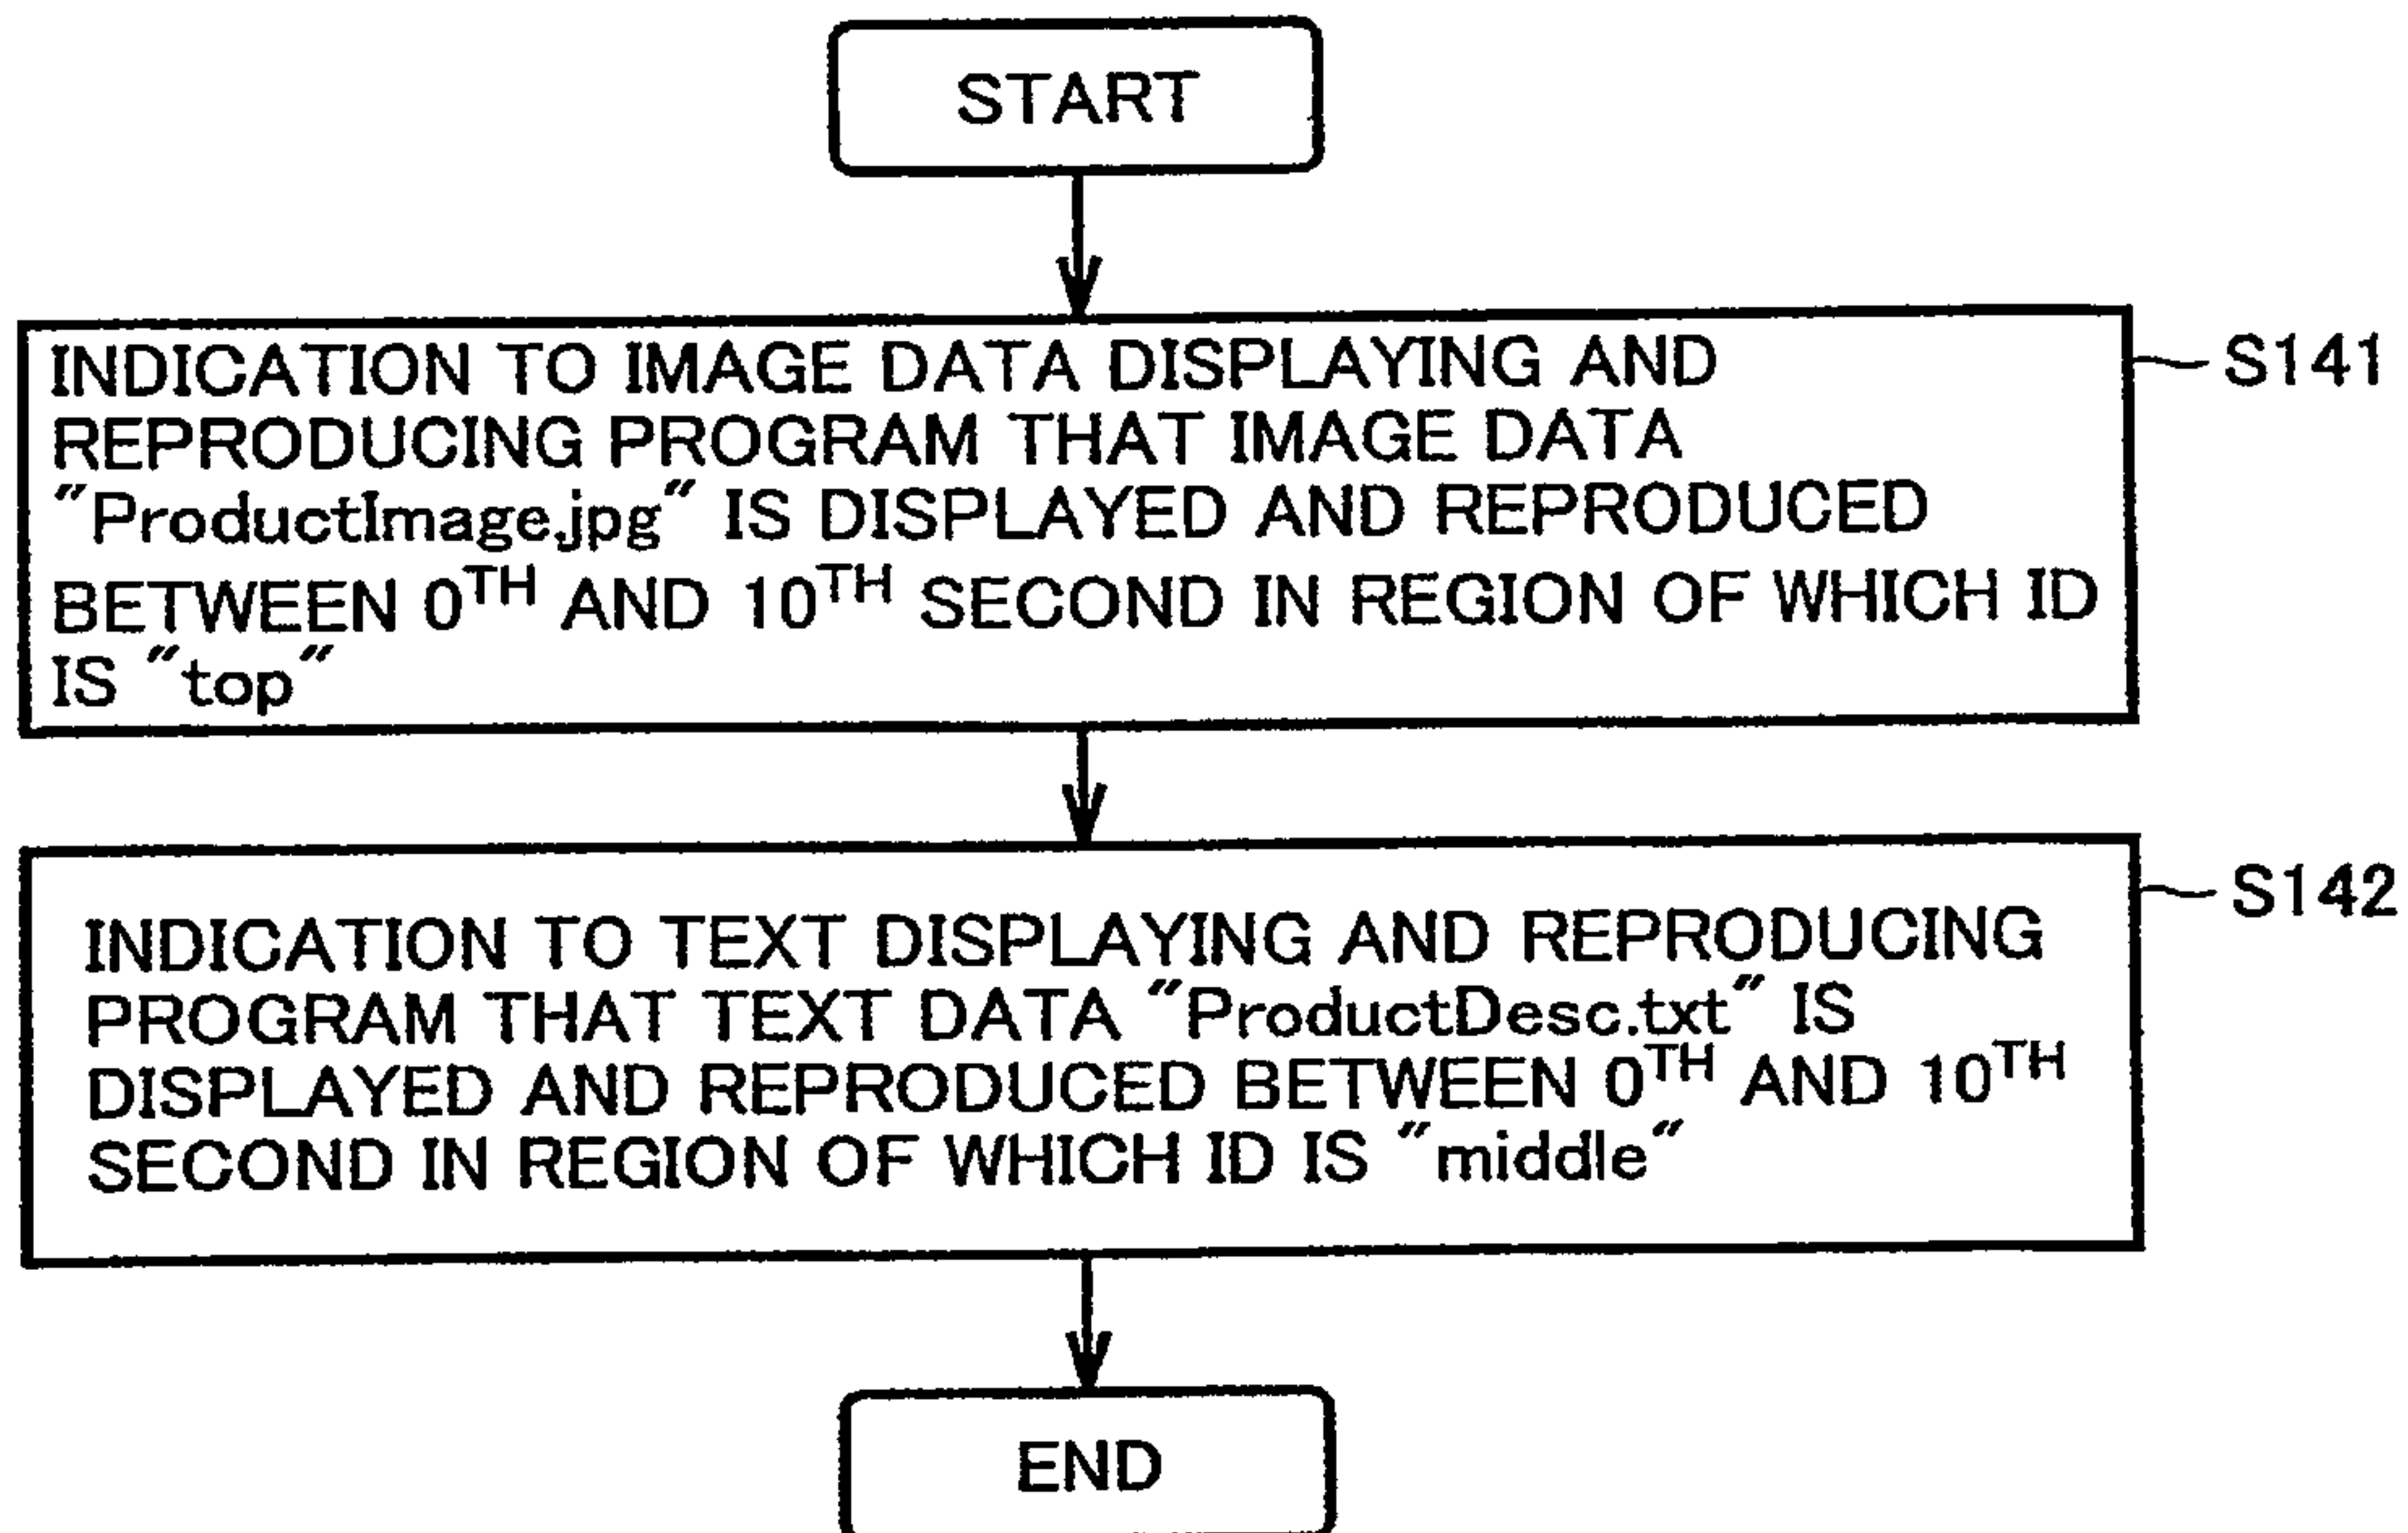 START
INDICATION TO IMAGE DATA DISPLAYING AND
REPRODUCING PROGRAM THAT IMAGE DATA
"ProductImage.jpg" IS DISPLAYED AND REPRODUCED
BETWEEN 0TH AND 10TH SECOND IN REGION OF WHICH ID
IS "top"
S141
INDICATION TO TEXT DISPLAYING AND REPRODUCING
PROGRAM THAT TEXT DATA "ProductDesc.txt" IS
DISPLAYED AND REPRODUCED BETWEEN 0TH AND 10TH
SECOND IN REGION OF WHICH ID IS "middle"
S142
END